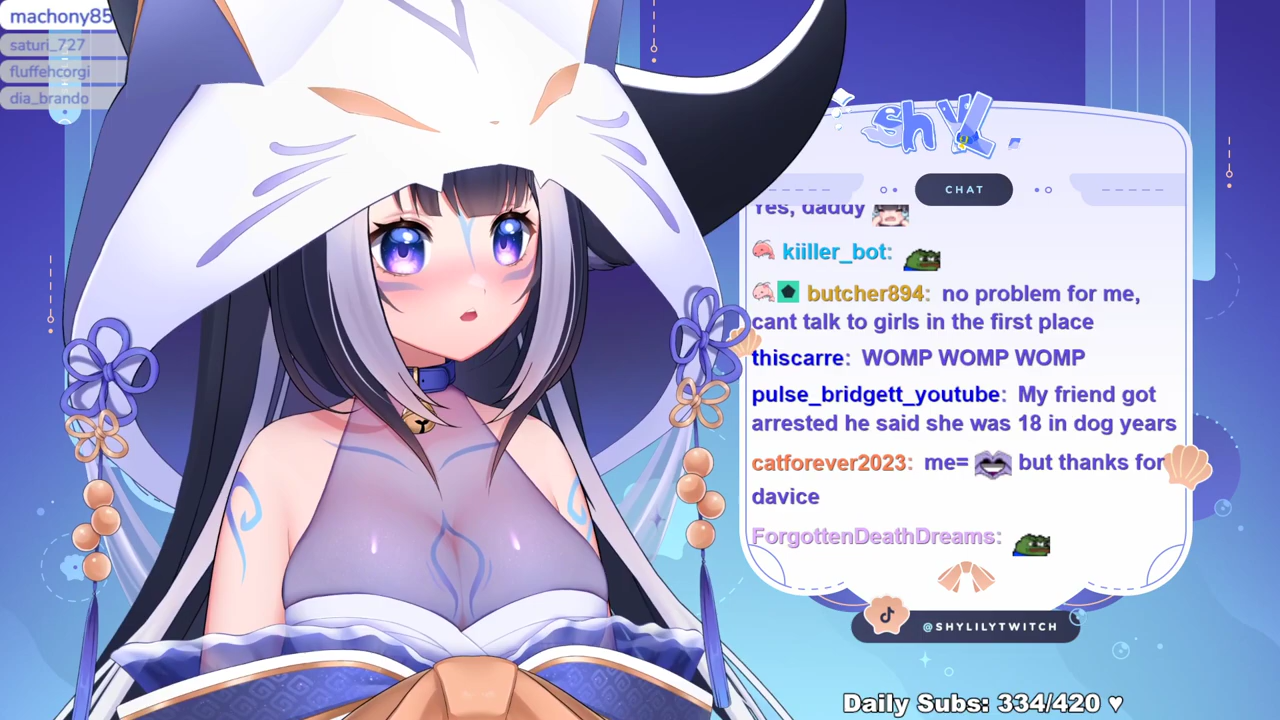 machony85
saturi_727
fluffehcorgi
dia_brando
shy.
CHAT
Yes, daddy
kiiller_bot:
butcher894: no problem for me,
cant talk to girls in the first place
thiscarre: WOMP WOMP WOMP
pulse_bridgett_youtube: My friend got
arrested he said she was 18 in dog years
catforever2023: me= but thanks for
davice
ForgottenDeathDreams:
@SHYLILYTWITCH
Daily Subs: 334/420 ♥